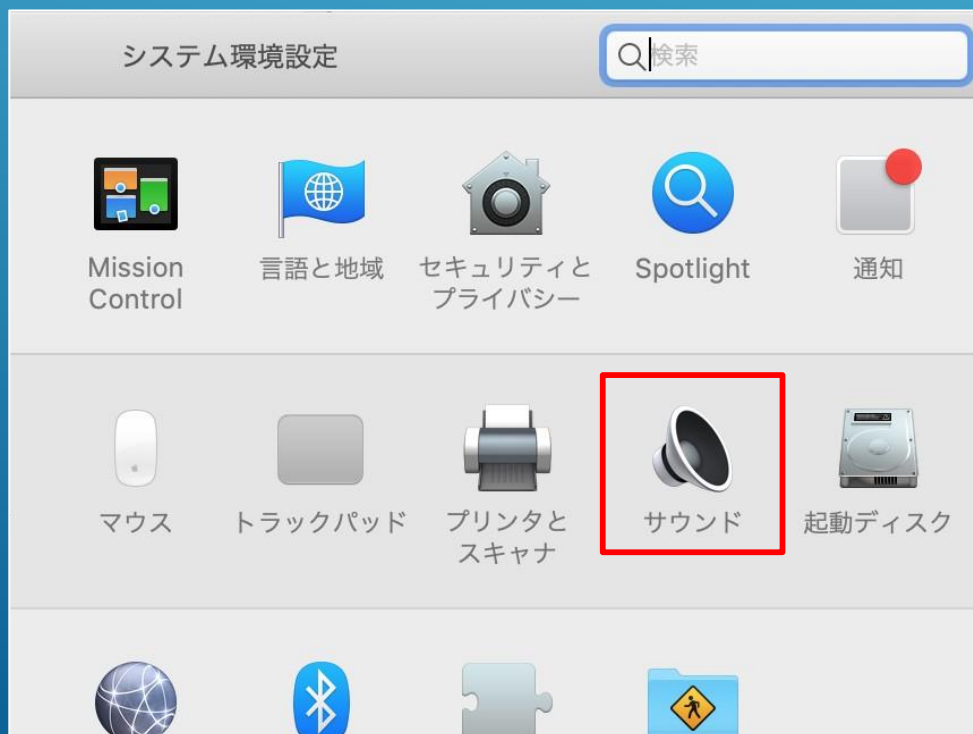 システム環境設定
検索
Mission
Control
言語と地域
セキュリティと
プライバシー
Spotlight
通知
マウス
トラックパッド
プリンタと
スキャナ
サウンド
起動ディスク